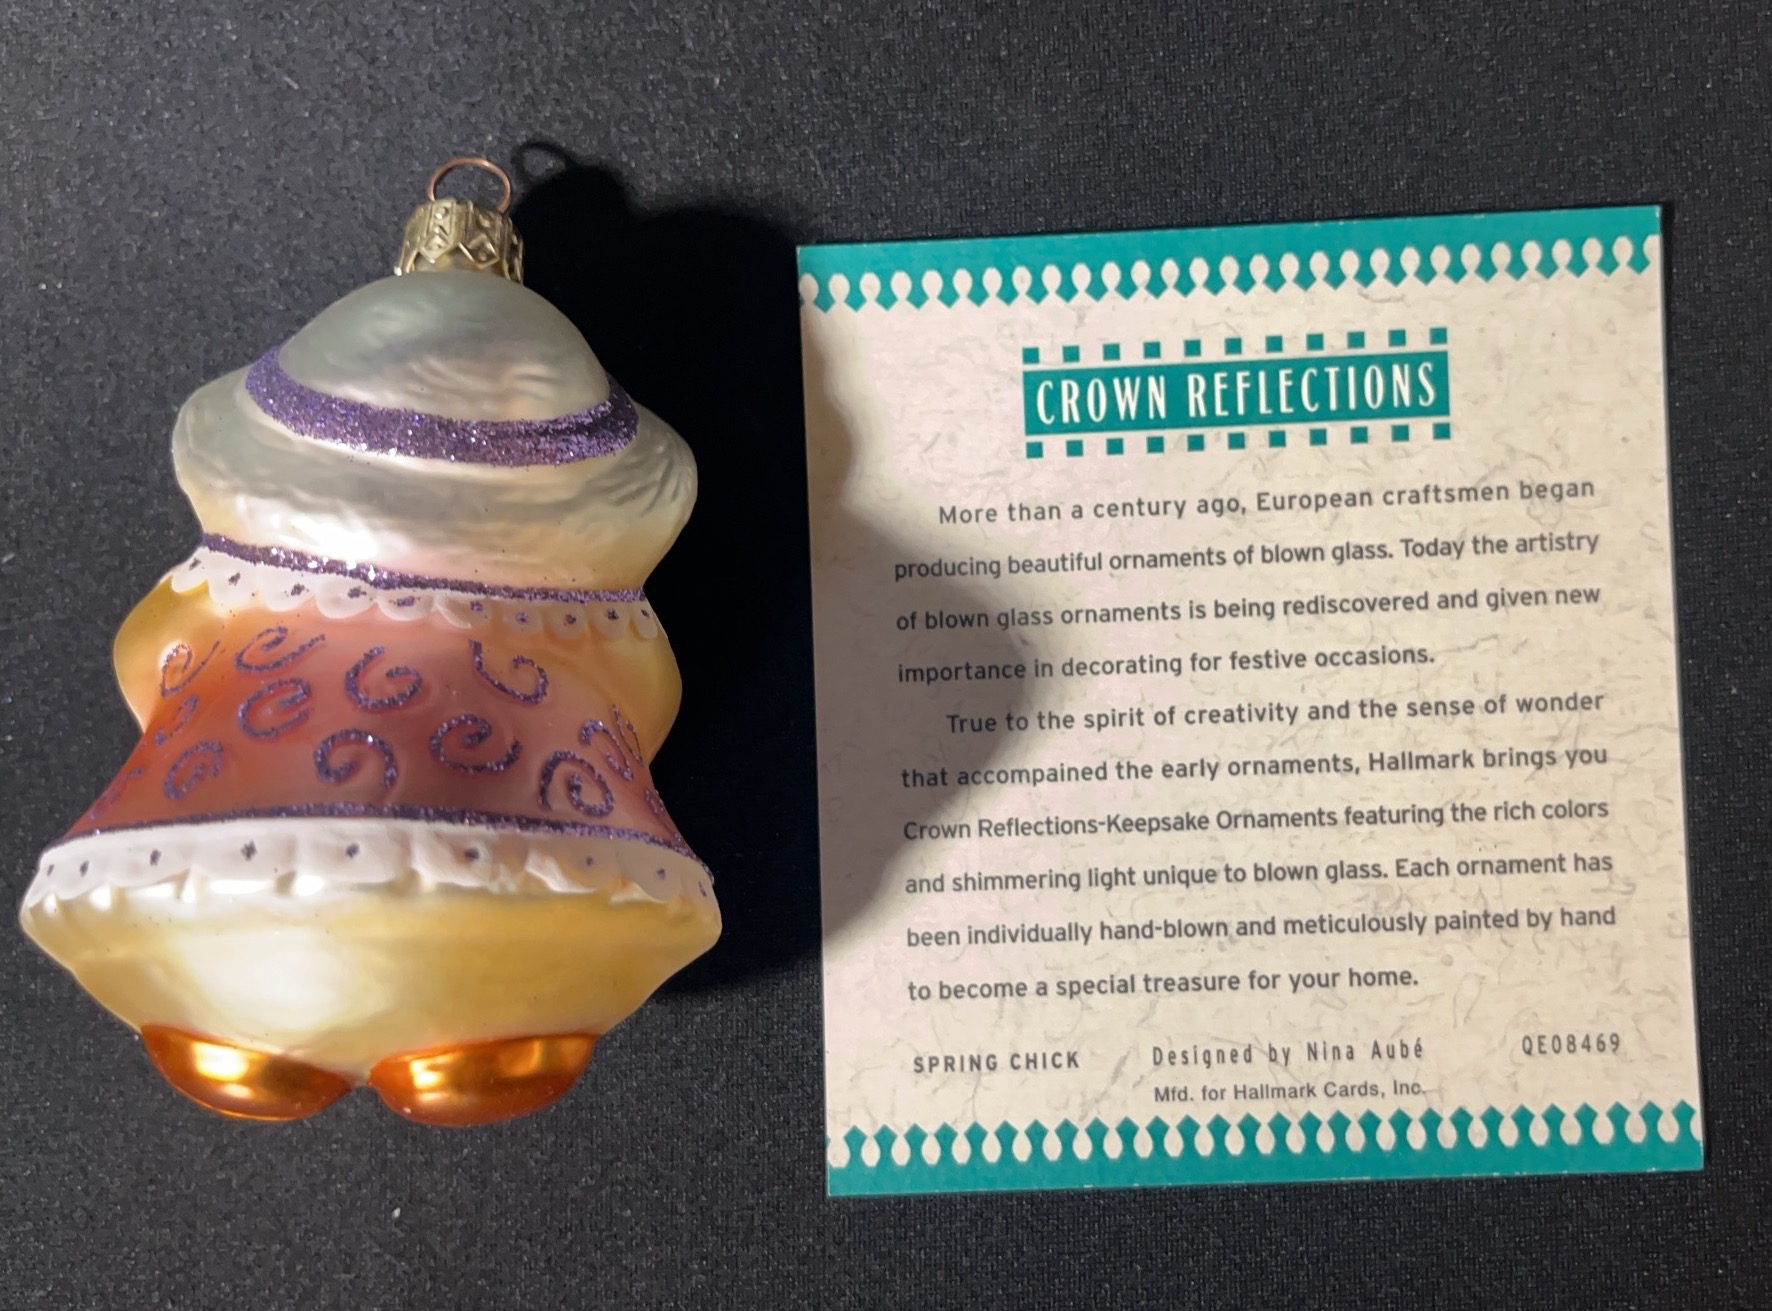 CROWN REFLECTIONS
More than a century ago, European craftsmen began
producing beautiful ornaments of blown glass. Today the artistry
of blown glass ornaments is being rediscovered and given new
importance in decorating for festive occasions.
True to the spirit of creativity and the sense of wonder
that accompained the early ornaments, Hallmark brings you
Crown Reflections-Keepsake Ornaments featuring the rich colors
and shimmering light unique to blown glass. Each ornament has
been individually hand-blown and meticulously painted by hand
to become a special treasure for your home.
SPRING CHICK Designed by Nina Aubé QEO8469
Mfd. for Hallmark Cards, Inc.